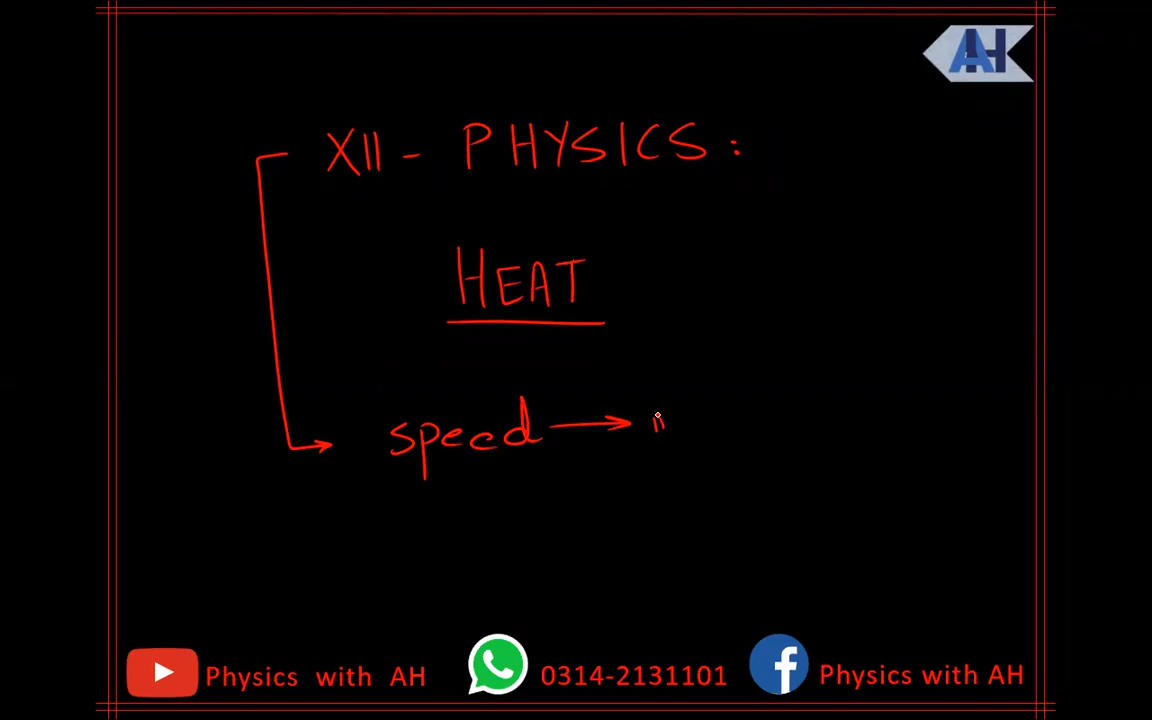 AH
XII - PHYSICS :
HEAT
speed →
Physics with AH 0314-2131101 Physics with AH